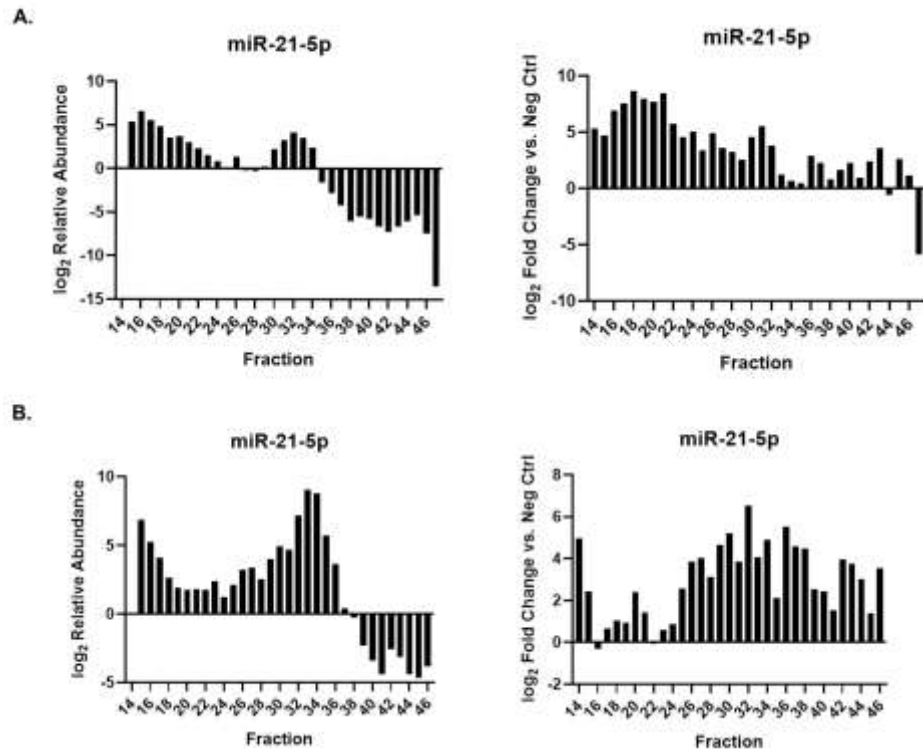 A.
miR-21-5p
log₂ Relative Abundance
10
5
0
-5
-10
-15
14 16 18 20 22 24 26 28 30 32 34 36 38 40 42 44 46
Fraction
miR-21-5p
log₂ Fold Change vs. Neg Ctrl
10
5
0
-5
-10
14 16 18 20 22 24 26 28 30 32 34 36 38 40 42 44 46
Fraction
B.
miR-21-5p
log₂ Relative Abundance
10
5
0
-5
14 16 18 20 22 24 26 28 30 32 34 36 38 40 42 44 46
Fraction
miR-21-5p
log₂ Fold Change vs. Neg Ctrl
8
6
4
2
0
-2
14 16 18 20 22 24 26 28 30 32 34 36 38 40 42 44 46
Fraction